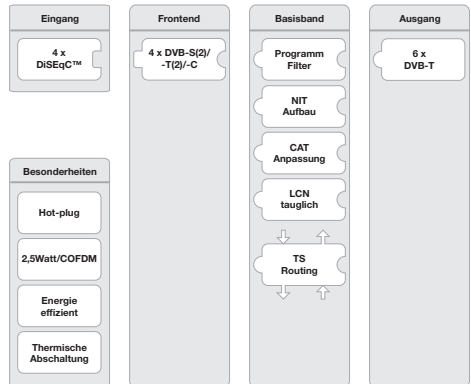 Eingang
4 x
DiSEqC™
Besonderheiten
Hot-plug
2,5Watt/COFDM
Energie
effizient
Thermische
Abschaltung
Frontend
4 x DVB-S(2)/
-T(2)/-C
Basisband
Programm
Filter
NIT
Aufbau
CAT
Anpassung
LCN
tauglich
TS
Routing
Ausgang
6 x
DVB-T